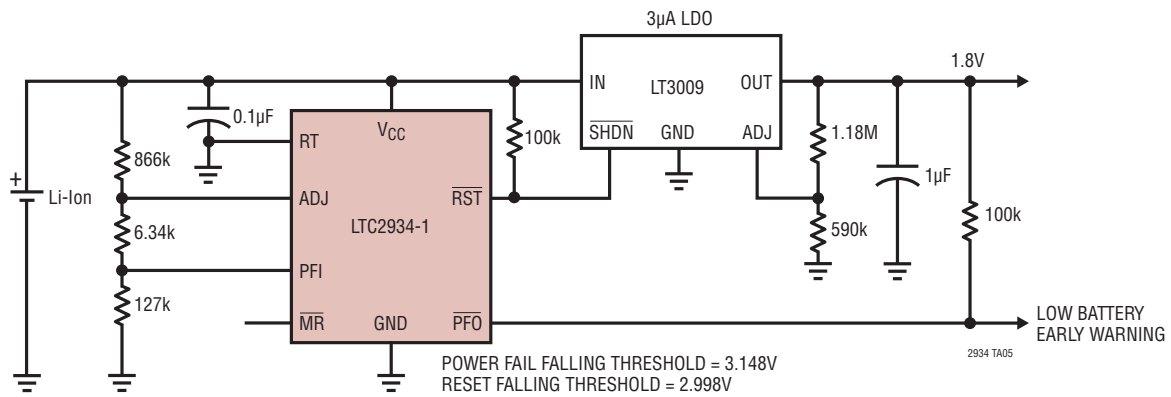 3µA LDO
1.8V
IN
LT3009
OUT
0.1µF
VCC
SHDN
GND
ADJ
RT
100k
1.18M
866k
1µF
+
Li-Ion
ADJ
RST
LTC2934-1
590k
100k
6.34k
PFI
127k
MR
GND
PFO
LOW BATTERY
EARLY WARNING
2934 TA05
POWER FAIL FALLING THRESHOLD = 3.148V
RESET FALLING THRESHOLD = 2.998V